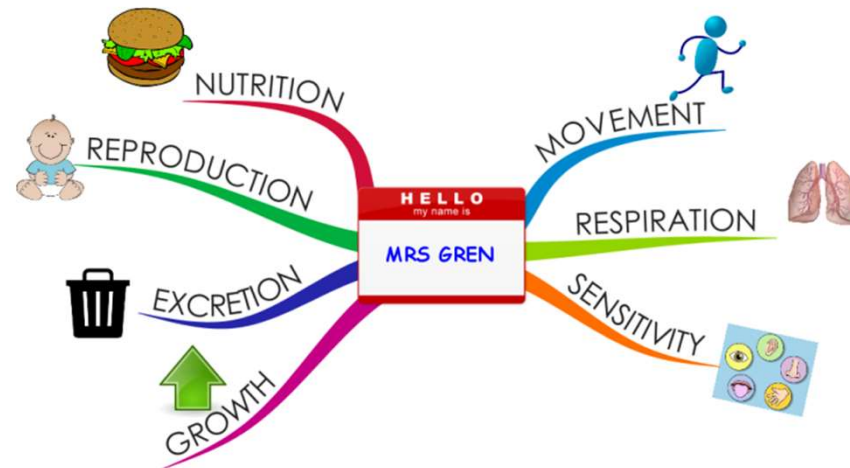 HELLO
my name is
MRS GREN
MOVEMENT
RESPIRATION
SENSITIVITY
GROWTH
EXCRETION
REPRODUCTION
NUTRITION